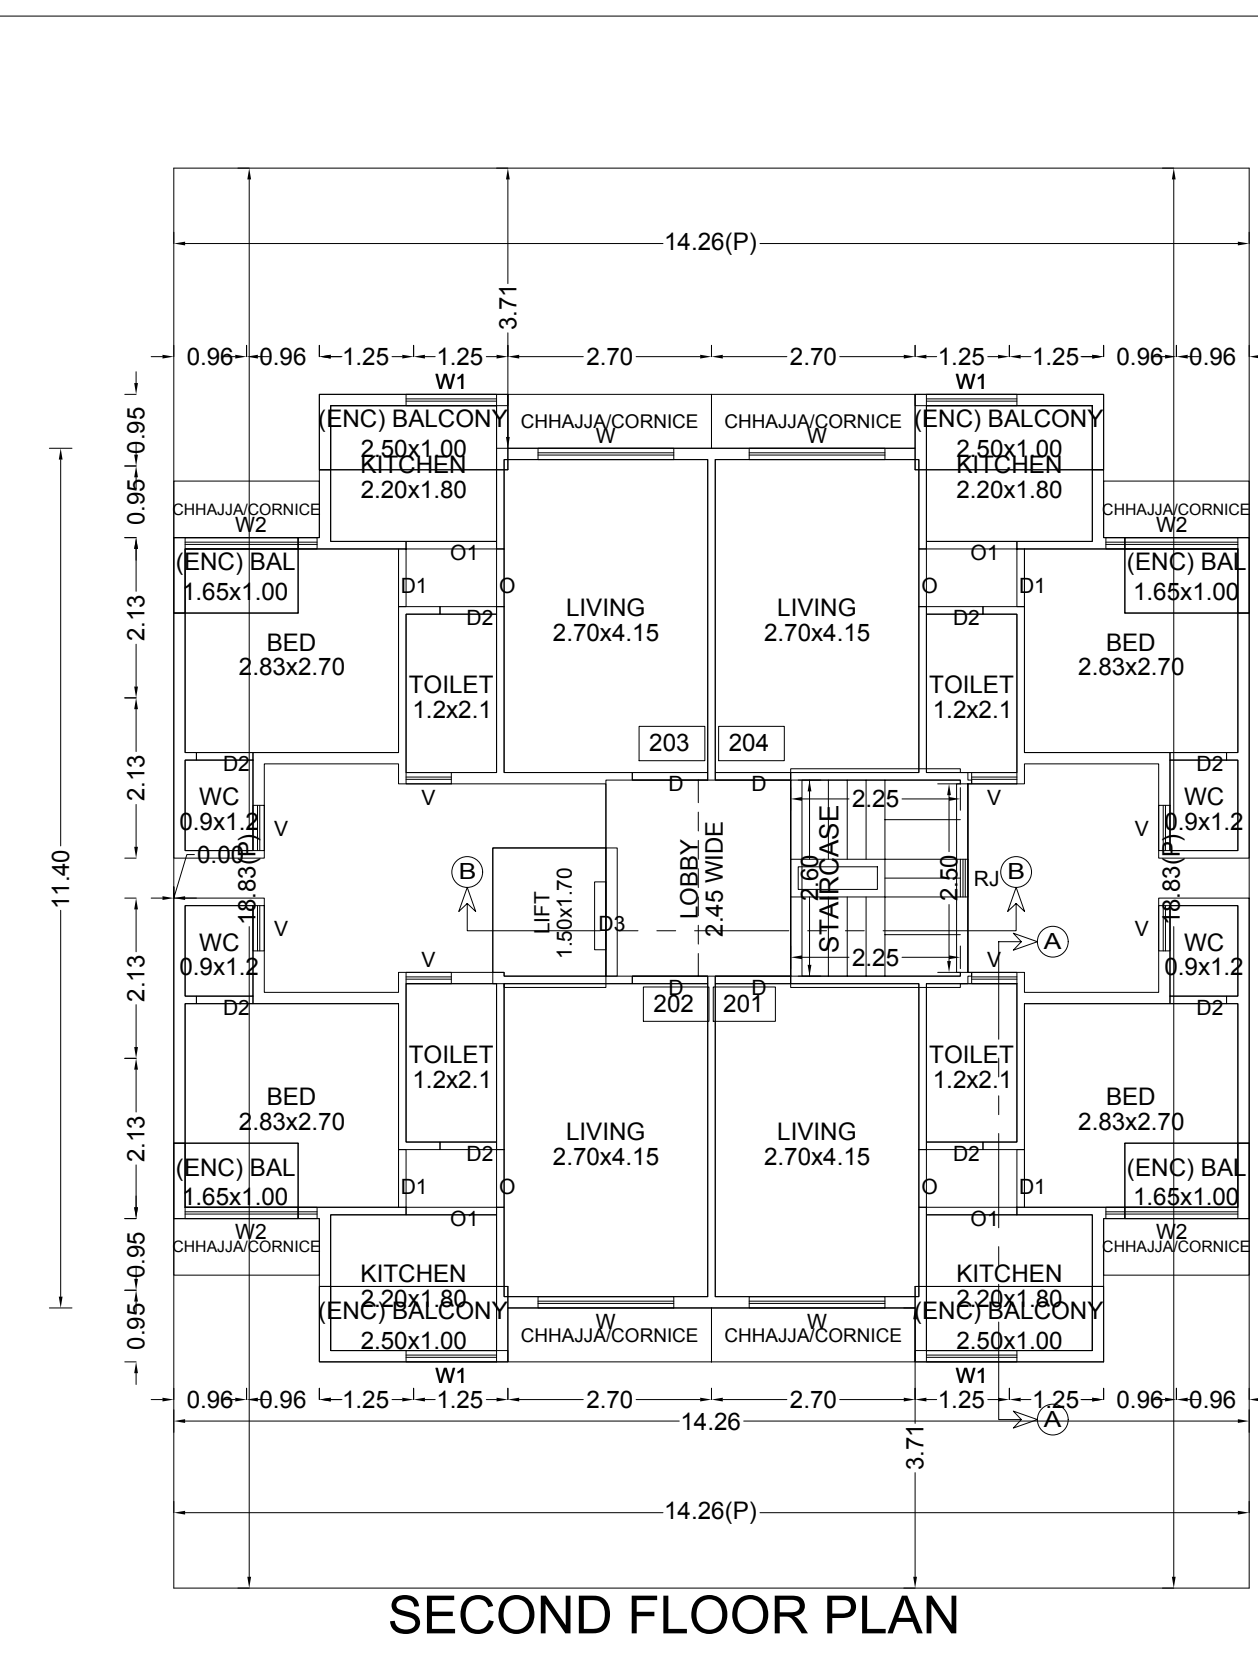 14.26(P)
3.71
0.96 0.96 1.25 1.25 2.70 2.70 1.25 1.25 0.96 0.96
W1 W1
0.95
(ENC) BALCONY
2.50x1.00
CHHAJJA/CORNICE
W
CHHAJJA/CORNICE
W
(ENC) BALCONY
2.50x1.00
KITCHEN
2.20x1.80
KITCHEN
2.20x1.80
0.95
CHHAJJA/CORNICE
W2
CHHAJJA/CORNICE
W2
(ENC) BAL
1.65x1.00
O1 O1
(ENC) BAL
1.65x1.00
D1 O O D1
2.13
LIVING
2.70x4.15
LIVING
2.70x4.15
D2 D2
BED
2.83x2.70
BED
2.83x2.70
TOILET
1.2x2.1
TOILET
1.2x2.1
203 204
2.13
D2 D D D2
WC
0.9x1.2
V V
2.25
WC
0.9x1.2
V V
0.00
18.83(P)
18.83(P)
11.40
B
LIFT
1.50x1.70
D3
LOBBY
2.45 WIDE
2.60
STAIRCASE
2.50
RJ
B
A
V V
WC
0.9x1.2
V V
2.25
WC
0.9x1.2
2.13
D2 D D D2
202 201
TOILET
1.2x2.1
TOILET
1.2x2.1
BED
2.83x2.70
BED
2.83x2.70
LIVING
2.70x4.15
LIVING
2.70x4.15
2.13
D2 D2
(ENC) BAL
1.65x1.00
(ENC) BAL
1.65x1.00
D1 O O D1
O1 O1
W2
CHHAJJA/CORNICE
W2
CHHAJJA/CORNICE
0.95
KITCHEN
2.20x1.80
KITCHEN
2.20x1.80
(ENC) BALCONY
2.50x1.00
W
CHHAJJA/CORNICE
W
CHHAJJA/CORNICE
(ENC) BALCONY
2.50x1.00
0.95
W1 W1
0.96 0.96 1.25 1.25 2.70 2.70 1.25 1.25 0.96 0.96
14.26
A
3.71
14.26(P)
SECOND FLOOR PLAN